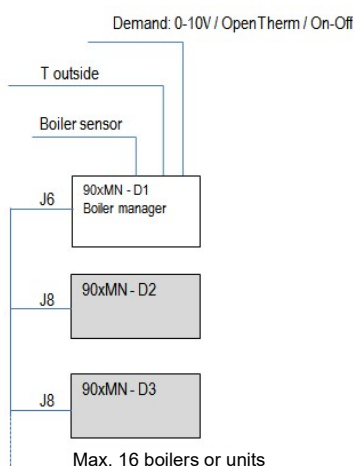 Demand: 0-10V / OpenTherm / On-Off
T outside
Boiler sensor
J6
90xMN - D1
Boiler manager
J8
90xMN - D2
J8
90xMN - D3
Max. 16 boilers or units